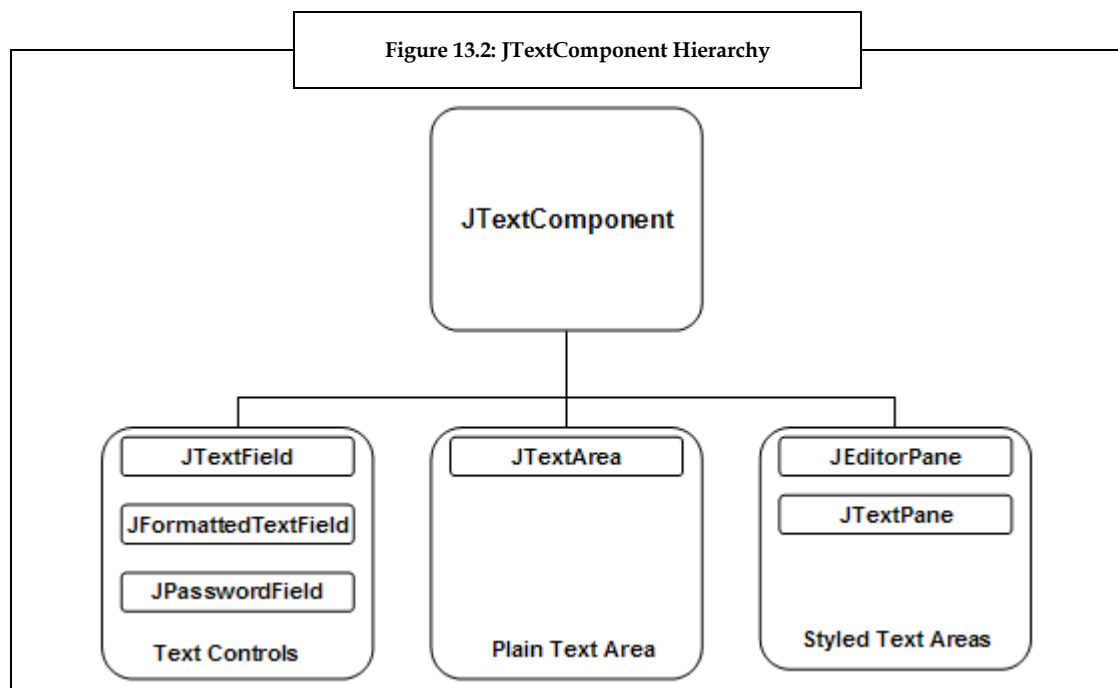 Figure 13.2: JTextComponent Hierarchy
JTextComponent
JTextField
JFormattedTextField
JPasswordField
Text Controls
JTextArea
Plain Text Area
JEditorPane
JTextPane
Styled Text Areas